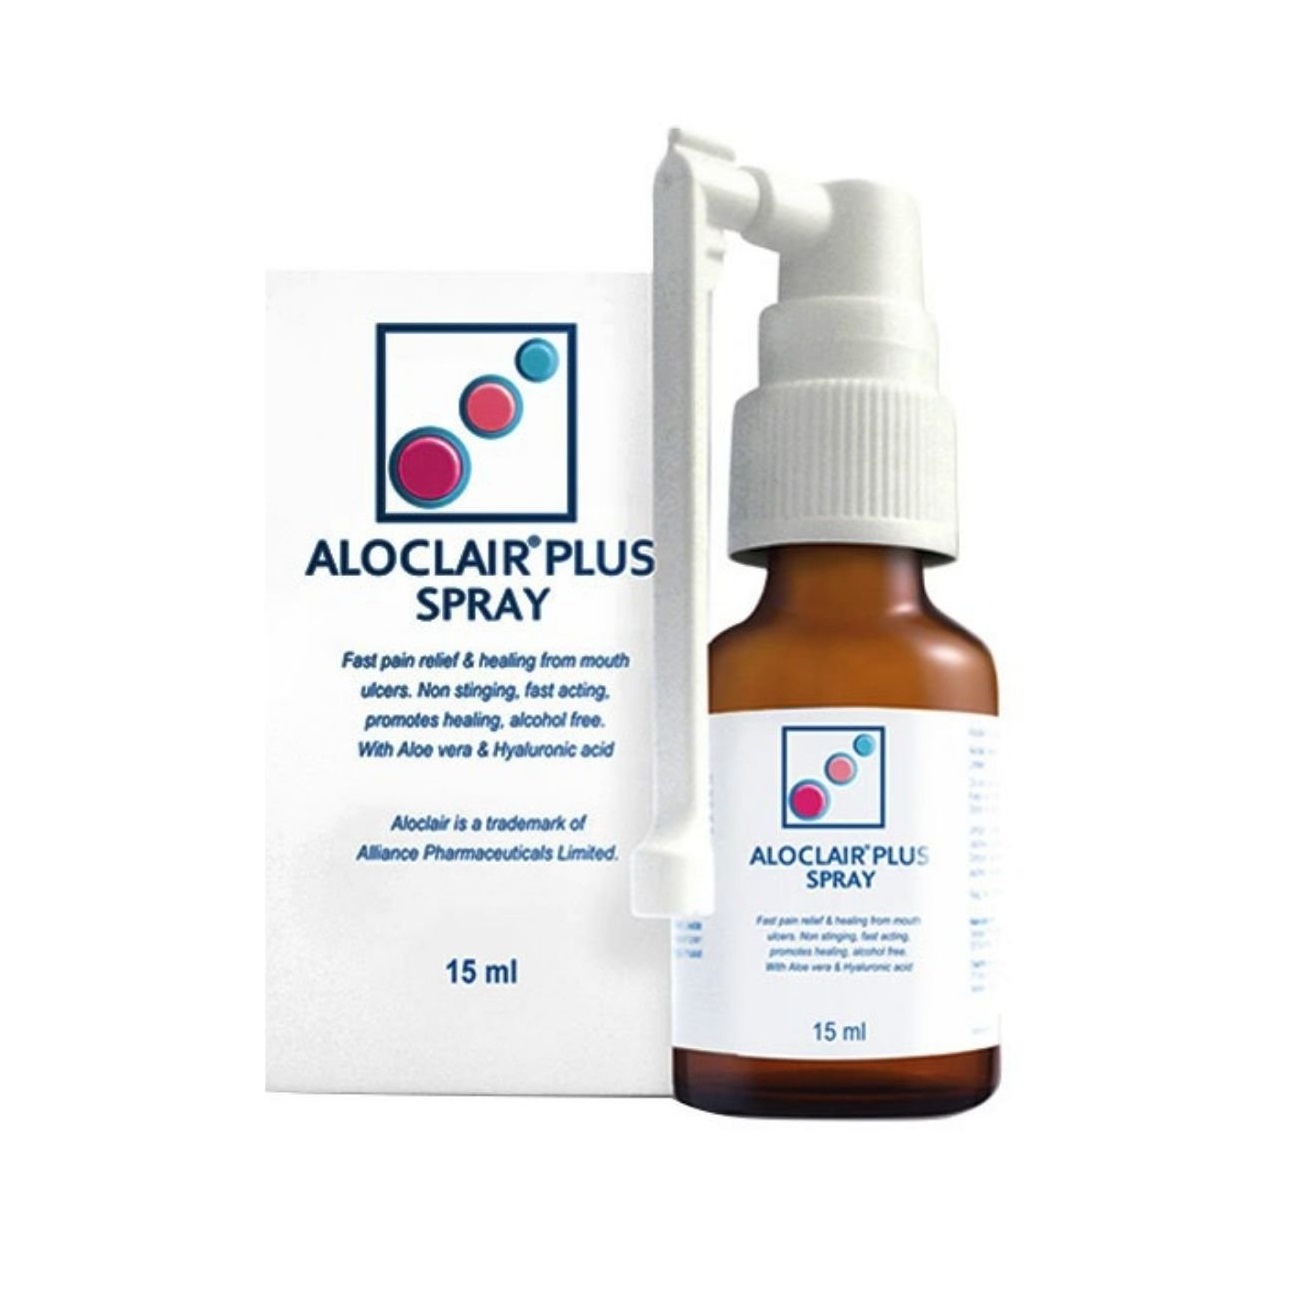 ALOCLAIR® PLUS
SPRAY
Fast pain relief & healing from mouth
ulcers. Non stinging, fast acting,
promotes healing, alcohol free.
With Aloe vera & Hyaluronic acid
Aloclair is a trademark of
Alliance Pharmaceuticals Limited.
15 ml
ALOCLAIR® PLUS
SPRAY
Fast pain relief & healing from mouth
ulcers. Non stinging, fast acting,
promotes healing, alcohol free.
With Aloe vera & Hyaluronic acid
15 ml